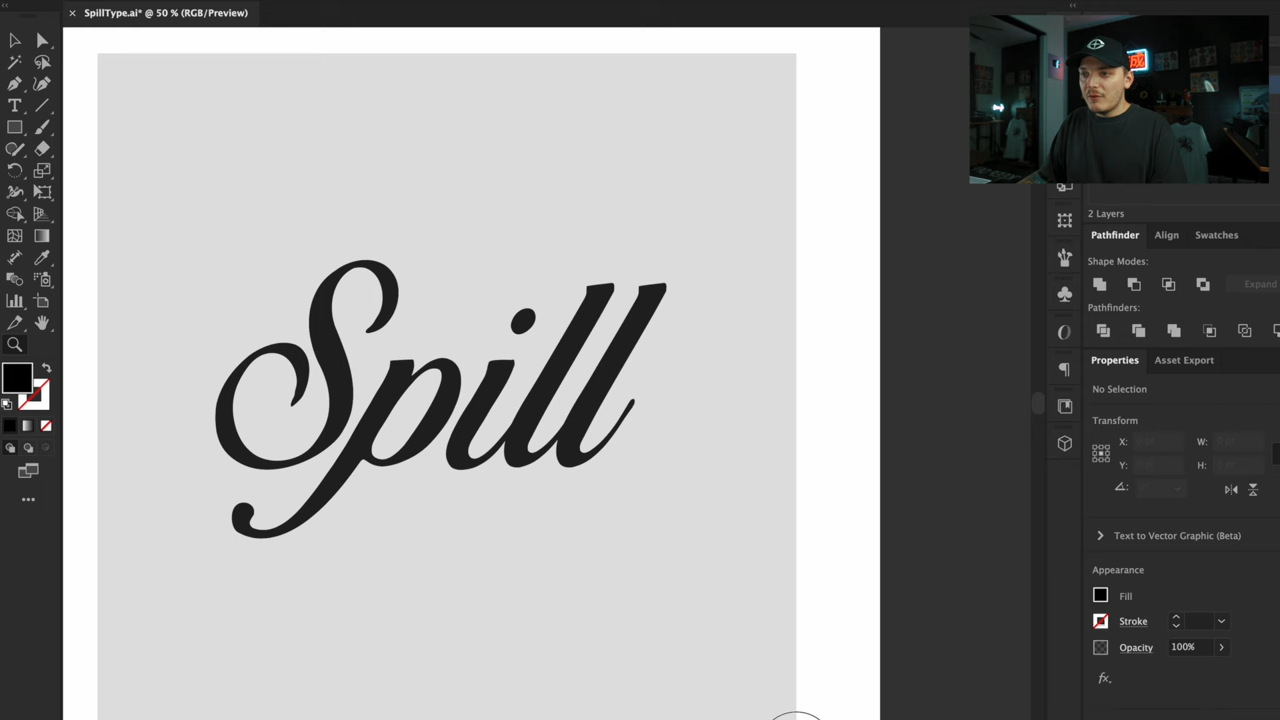 SpillType.ai* @ 50 % (RGB/Preview)
Spill
2 Layers
Pathfinder Align Swatches
Shape Modes:
Expand
Pathfinders:
Properties Asset Export
No Selection
Transform
X: W:
Y: H:
Text to Vector Graphic (Beta)
Appearance
Fill
Stroke
Opacity 100%
fx.